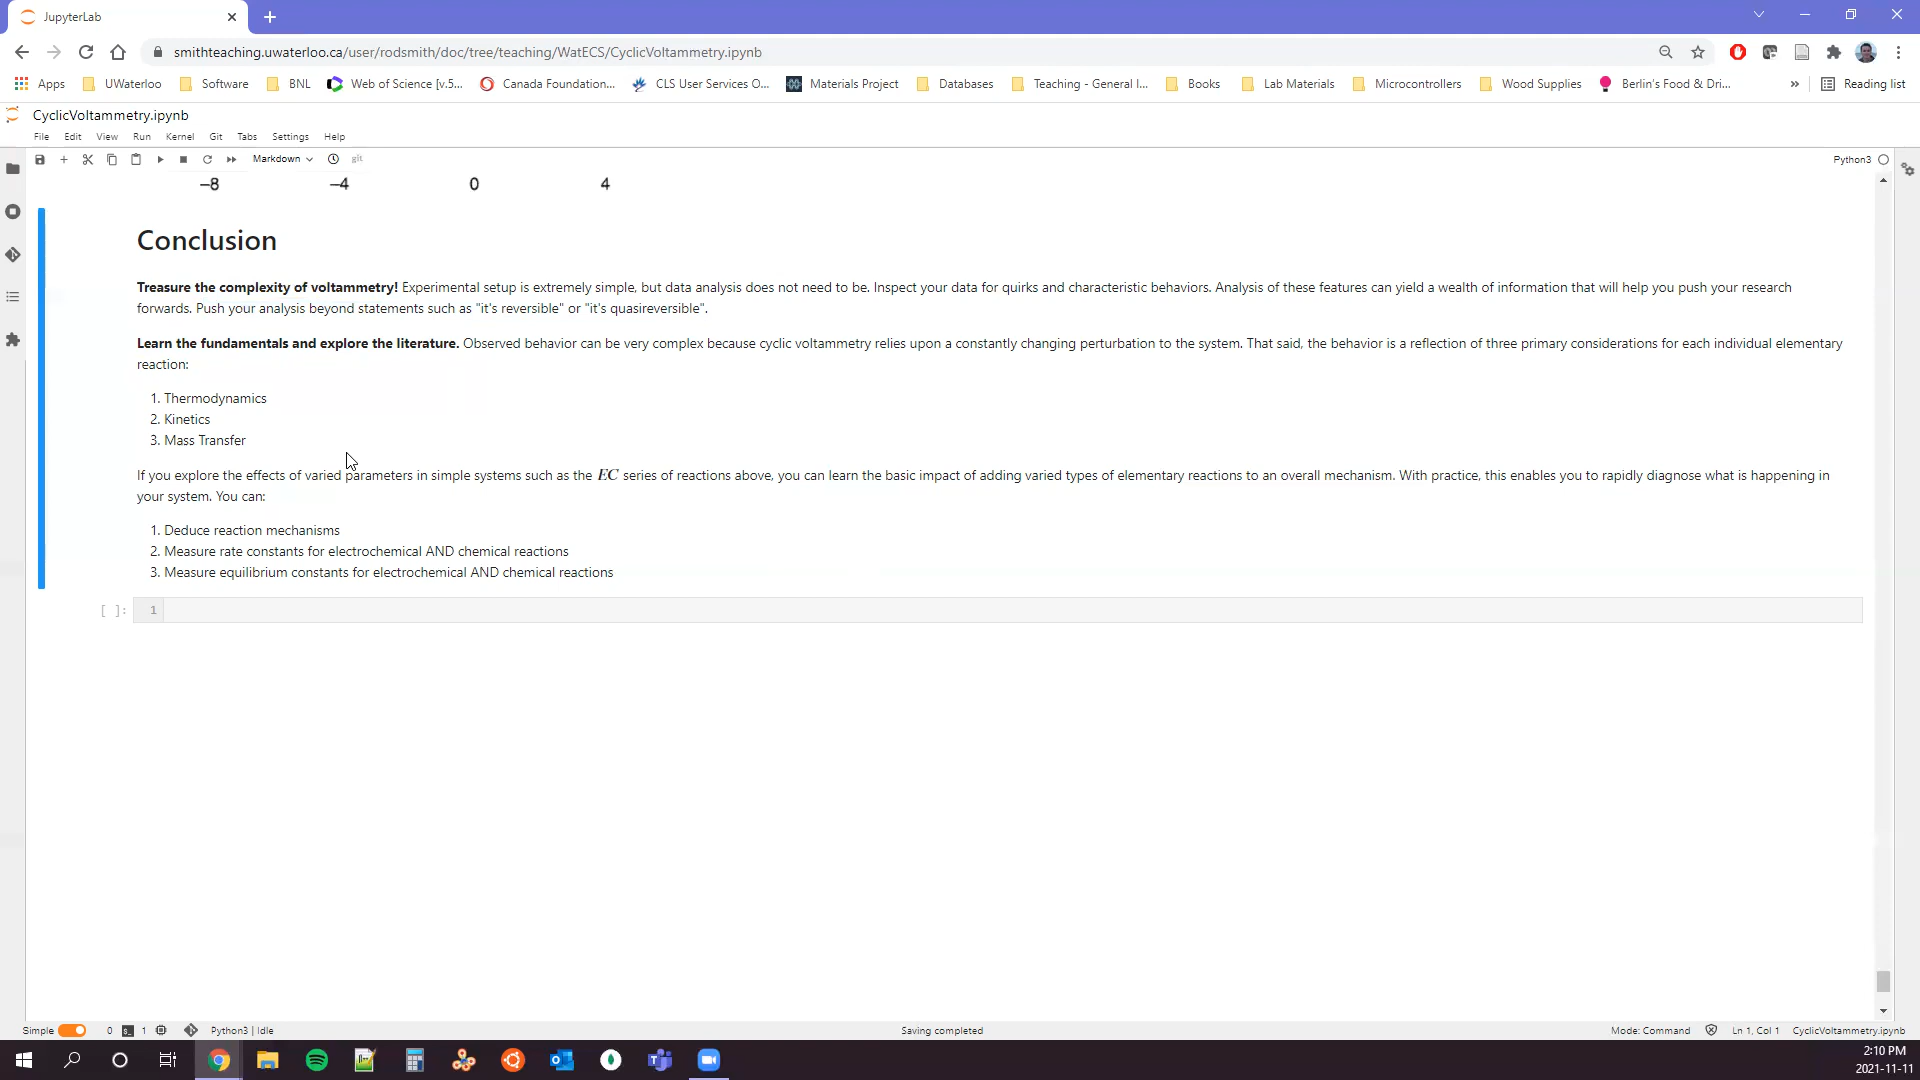 JupyterLab
smithteaching.uwaterloo.ca/user/rodsmith/doc/tree/teaching/WatECS/CyclicVoltammetry.ipynb
Apps UWaterloo Software BNL Web of Science [v.5... Canada Foundation... CLS User Services O... Materials Project Databases Teaching - General I... Books Lab Materials Microcontrollers Wood Supplies Berlin's Food & Dri... » Reading list
CyclicVoltammetry.ipynb
File Edit View Run Kernel Git Tabs Settings Help
Markdown git Python3
−8 −4 0 4
Conclusion
Treasure the complexity of voltammetry! Experimental setup is extremely simple, but data analysis does not need to be. Inspect your data for quirks and characteristic behaviors. Analysis of these features can yield a wealth of information that will help you push your research
forwards. Push your analysis beyond statements such as "it's reversible" or "it's quasireversible".
Learn the fundamentals and explore the literature. Observed behavior can be very complex because cyclic voltammetry relies upon a constantly changing perturbation to the system. That said, the behavior is a reflection of three primary considerations for each individual elementary
reaction:
1. Thermodynamics
2. Kinetics
3. Mass Transfer
If you explore the effects of varied parameters in simple systems such as the EC series of reactions above, you can learn the basic impact of adding varied types of elementary reactions to an overall mechanism. With practice, this enables you to rapidly diagnose what is happening in
your system. You can:
1. Deduce reaction mechanisms
2. Measure rate constants for electrochemical AND chemical reactions
3. Measure equilibrium constants for electrochemical AND chemical reactions
[ ]: 1
Simple 0 1 Python3 | Idle Saving completed Mode: Command Ln 1, Col 1 CyclicVoltammetry.ipynb
2:10 PM
2021-11-11